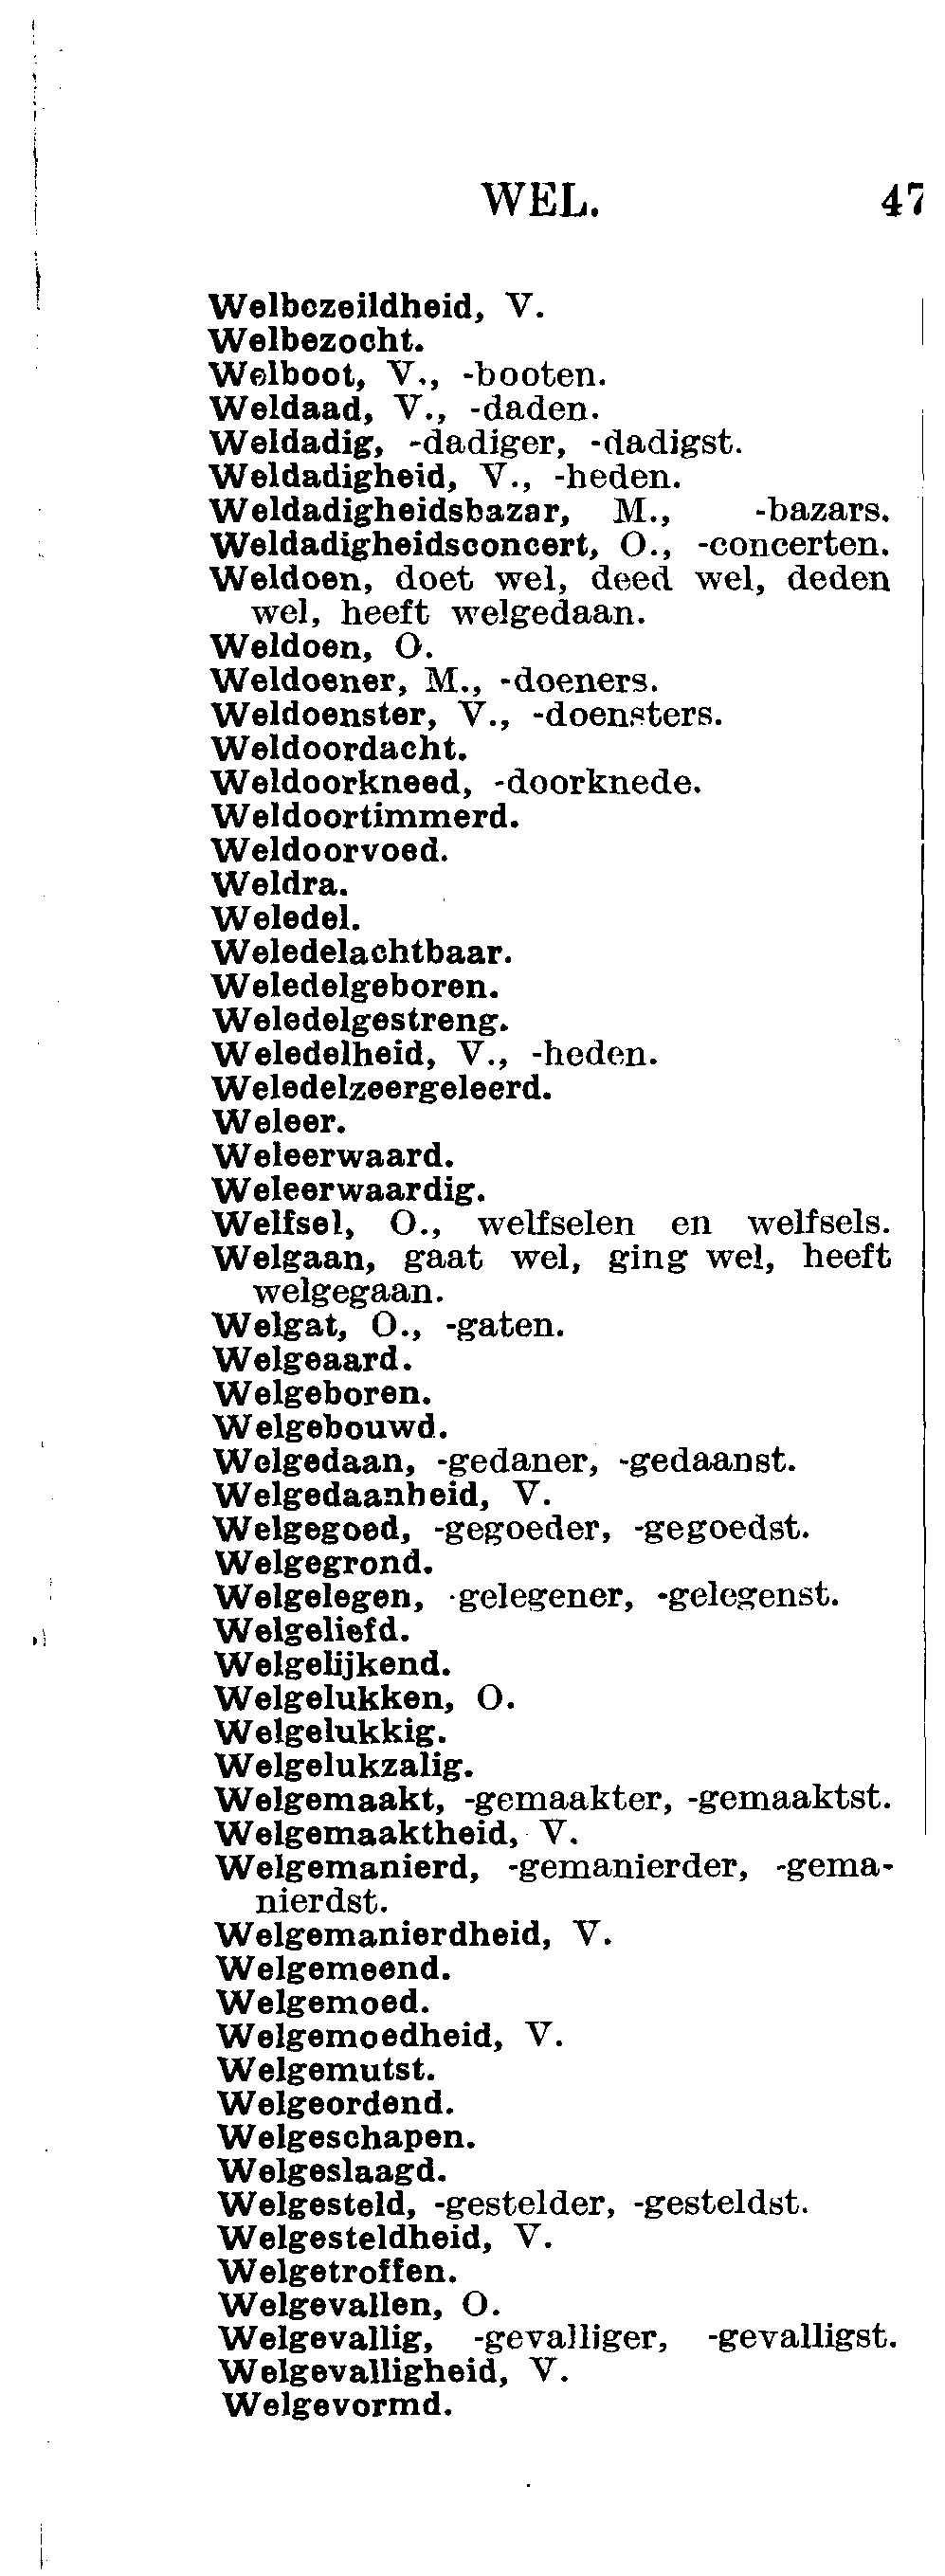 WEL. 47
Welbezeildheid, V.
Welbezocht.
Welboot, V., -booten.
Weldaad, V., -daden.
Weldadig, -dadiger, -dadigst.
Weldadigheid, V., -heden.
Weldadigheidsbazar, M., -bazars.
Weldadigheidsconcert, O., -concerten.
Weldoen, doet wel, deed wel, deden
wel, heeft welgedaan.
Weldoen, O.
Weldoener, M., -doeners.
Weldoenster, V., -doensters.
Weldoordacht.
Weldoorkneed, -doorknede.
Weldoortimmerd.
Weldoorvoed.
Weldra.
Weledel.
Weledelachtbaar.
Weledelgeboren.
Weledelgestreng.
Weledelheid, V., -heden.
Weledelzeergeleerd.
Weleer.
Weleerwaard.
Weleerwaardig.
Welfsel, O., welfselen en welfsels.
Welgaan, gaat wel, ging wel, heeft
welgegaan.
Welgat, O., -gaten.
Welgeaard.
Welgeboren.
Welgebouwd.
Welgedaan, -gedaner, -gedaanst.
Welgedaanheid, V.
Welgegoed, -gegoeder, -gegoedst.
Welgegrond.
Welgelegen, -gelegener, -gelegenst.
Welgeliefd.
Welgelijkend.
Welgelukken, O.
Welgelukkig.
Welgelukzalig.
Welgemaakt, -gemaakter, -gemaaktst.
Welgemaaktheid, V.
Welgemanierd, -gemanierder, -gema-
nierdst.
Welgemanierdheid, V.
Welgemeend.
Welgemoed.
Welgemoedheid, V.
Welgemutst.
Welgeordend.
Welgeschapen.
Welgeslaagd.
Welgesteld, -gestelder, -gesteldst.
Welgesteldheid, V.
Welgetroffen.
Welgevallen, O.
Welgevallig, -gevalliger, -gevalligst.
Welgevalligheid, V.
Welgevormd.